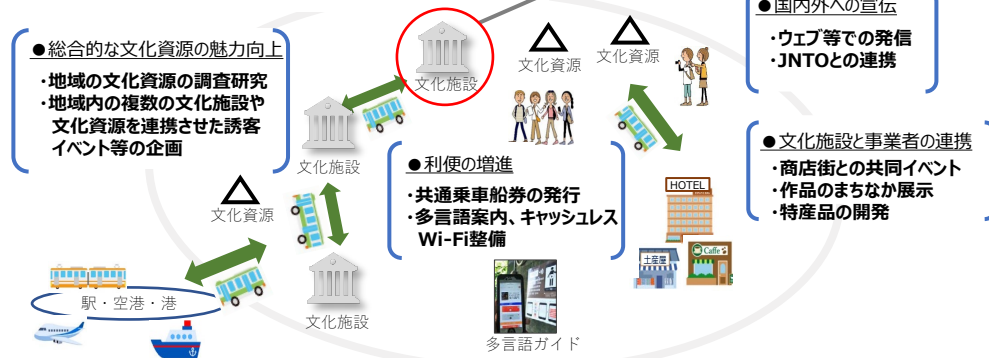 ●国内外への宣伝
・ウェブ等での発信
・JNTOとの連携
●総合的な文化資源の魅力向上
・地域の文化資源の調査研究
・地域内の複数の文化施設や
文化資源を連携させた誘客
イベント等の企画
文化施設
文化資源
文化資源
文化施設
文化資源
●利便の増進
・共通乗車船券の発行
・多言語案内、キャッシュレス
Wi-Fi整備
●文化施設と事業者の連携
・商店街との共同イベント
・作品のまちなか展示
・特産品の開発
HOTEL
土産屋
Caffe
駅・空港・港
文化施設
多言語ガイド